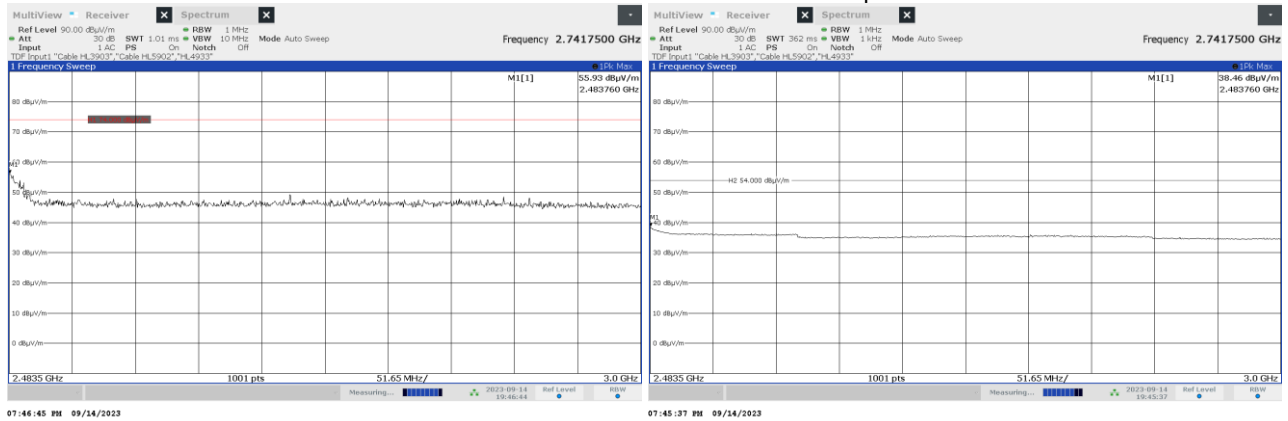 MultiView Receiver X Spectrum X
Ref Level 90.00 dBµV/m RBW 1 MHz
Att 30 dB SWT 1.01 ms VBW 10 MHz Mode Auto Sweep Frequency 2.7417500 GHz
Input 1 AC PS On Notch Off
TDF Input1 "Cable HL3903","Cable HL5902","HL4933"
1 Frequency Sweep 1Pk Max
M1[1] 55.93 dBµV/m
2.483760 GHz
80 dBµV/m
70 dBµV/m
M1
50 dBµV/m
40 dBµV/m
30 dBµV/m
20 dBµV/m
10 dBµV/m
0 dBµV/m
2.4835 GHz 1001 pts 51.65 MHz/ 3.0 GHz
Measuring... 2023-09-14 19:46:44 Ref Level RBW
07:46:45 PM 09/14/2023
MultiView Receiver X Spectrum X
Ref Level 90.00 dBµV/m RBW 1 MHz
Att 30 dB SWT 362 ms VBW 1 kHz Mode Auto Sweep Frequency 2.7417500 GHz
Input 1 AC PS On Notch Off
TDF Input1 "Cable HL3903","Cable HL5902","HL4933"
1 Frequency Sweep 1Pk Max
M1[1] 38.46 dBµV/m
2.483760 GHz
80 dBµV/m
70 dBµV/m
60 dBµV/m
H2 54.000 dBµV/m
50 dBµV/m
M1
40 dBµV/m
30 dBµV/m
20 dBµV/m
10 dBµV/m
0 dBµV/m
2.4835 GHz 1001 pts 51.65 MHz/ 3.0 GHz
Measuring... 2023-09-14 19:45:37 Ref Level RBW
07:45:37 PM 09/14/2023